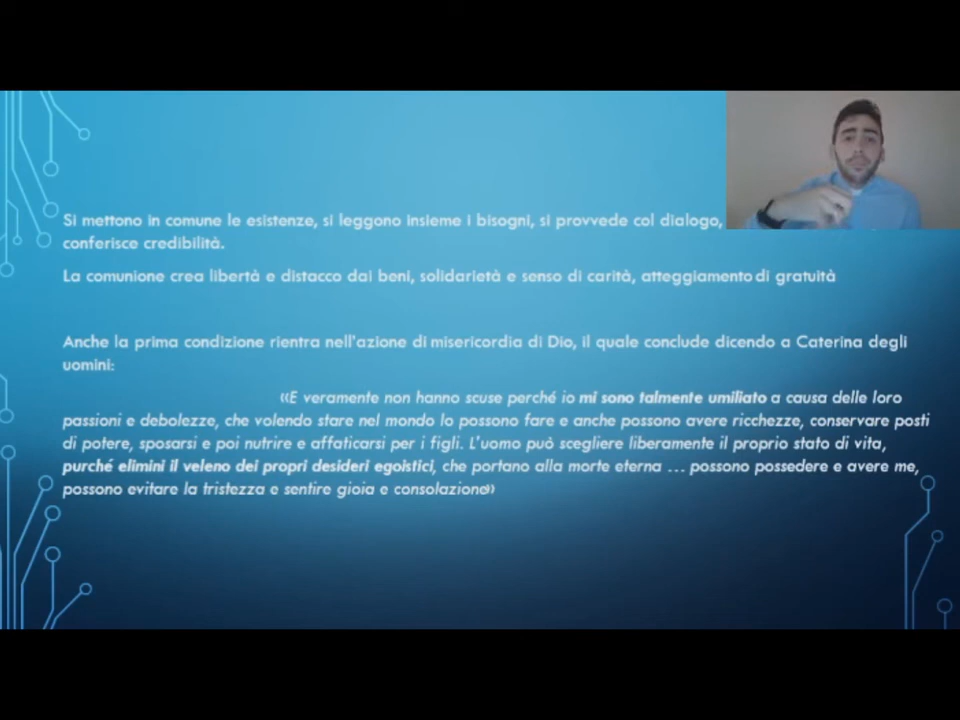 Si mettono in comune le esistenze, si leggono insieme i bisogni, si provvede col dialogo,
conferisce credibilità.
La comunione crea libertà e distacco dai beni, solidarietà e senso di carità, atteggiamento di gratuità
Anche la prima condizione rientra nell'azione di misericordia di Dio, il quale conclude dicendo a Caterina degli
uomini:
«E veramente non hanno scuse perché io mi sono talmente umiliato a causa delle loro
passioni e debolezze, che volendo stare nel mondo lo possono fare e anche possono avere ricchezze, conservare posti
di potere, sposarsi e poi nutrire e affaticarsi per i figli. L'uomo può scegliere liberamente il proprio stato di vita,
purché elimini il veleno dei propri desideri egoistici, che portano alla morte eterna … possono possedere e avere me,
possono evitare la tristezza e sentire gioia e consolazione»